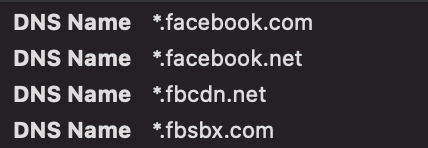 DNS Name *.facebook.com
DNS Name *.facebook.net
DNS Name *.fbcdn.net
DNS Name *.fbsbx.com